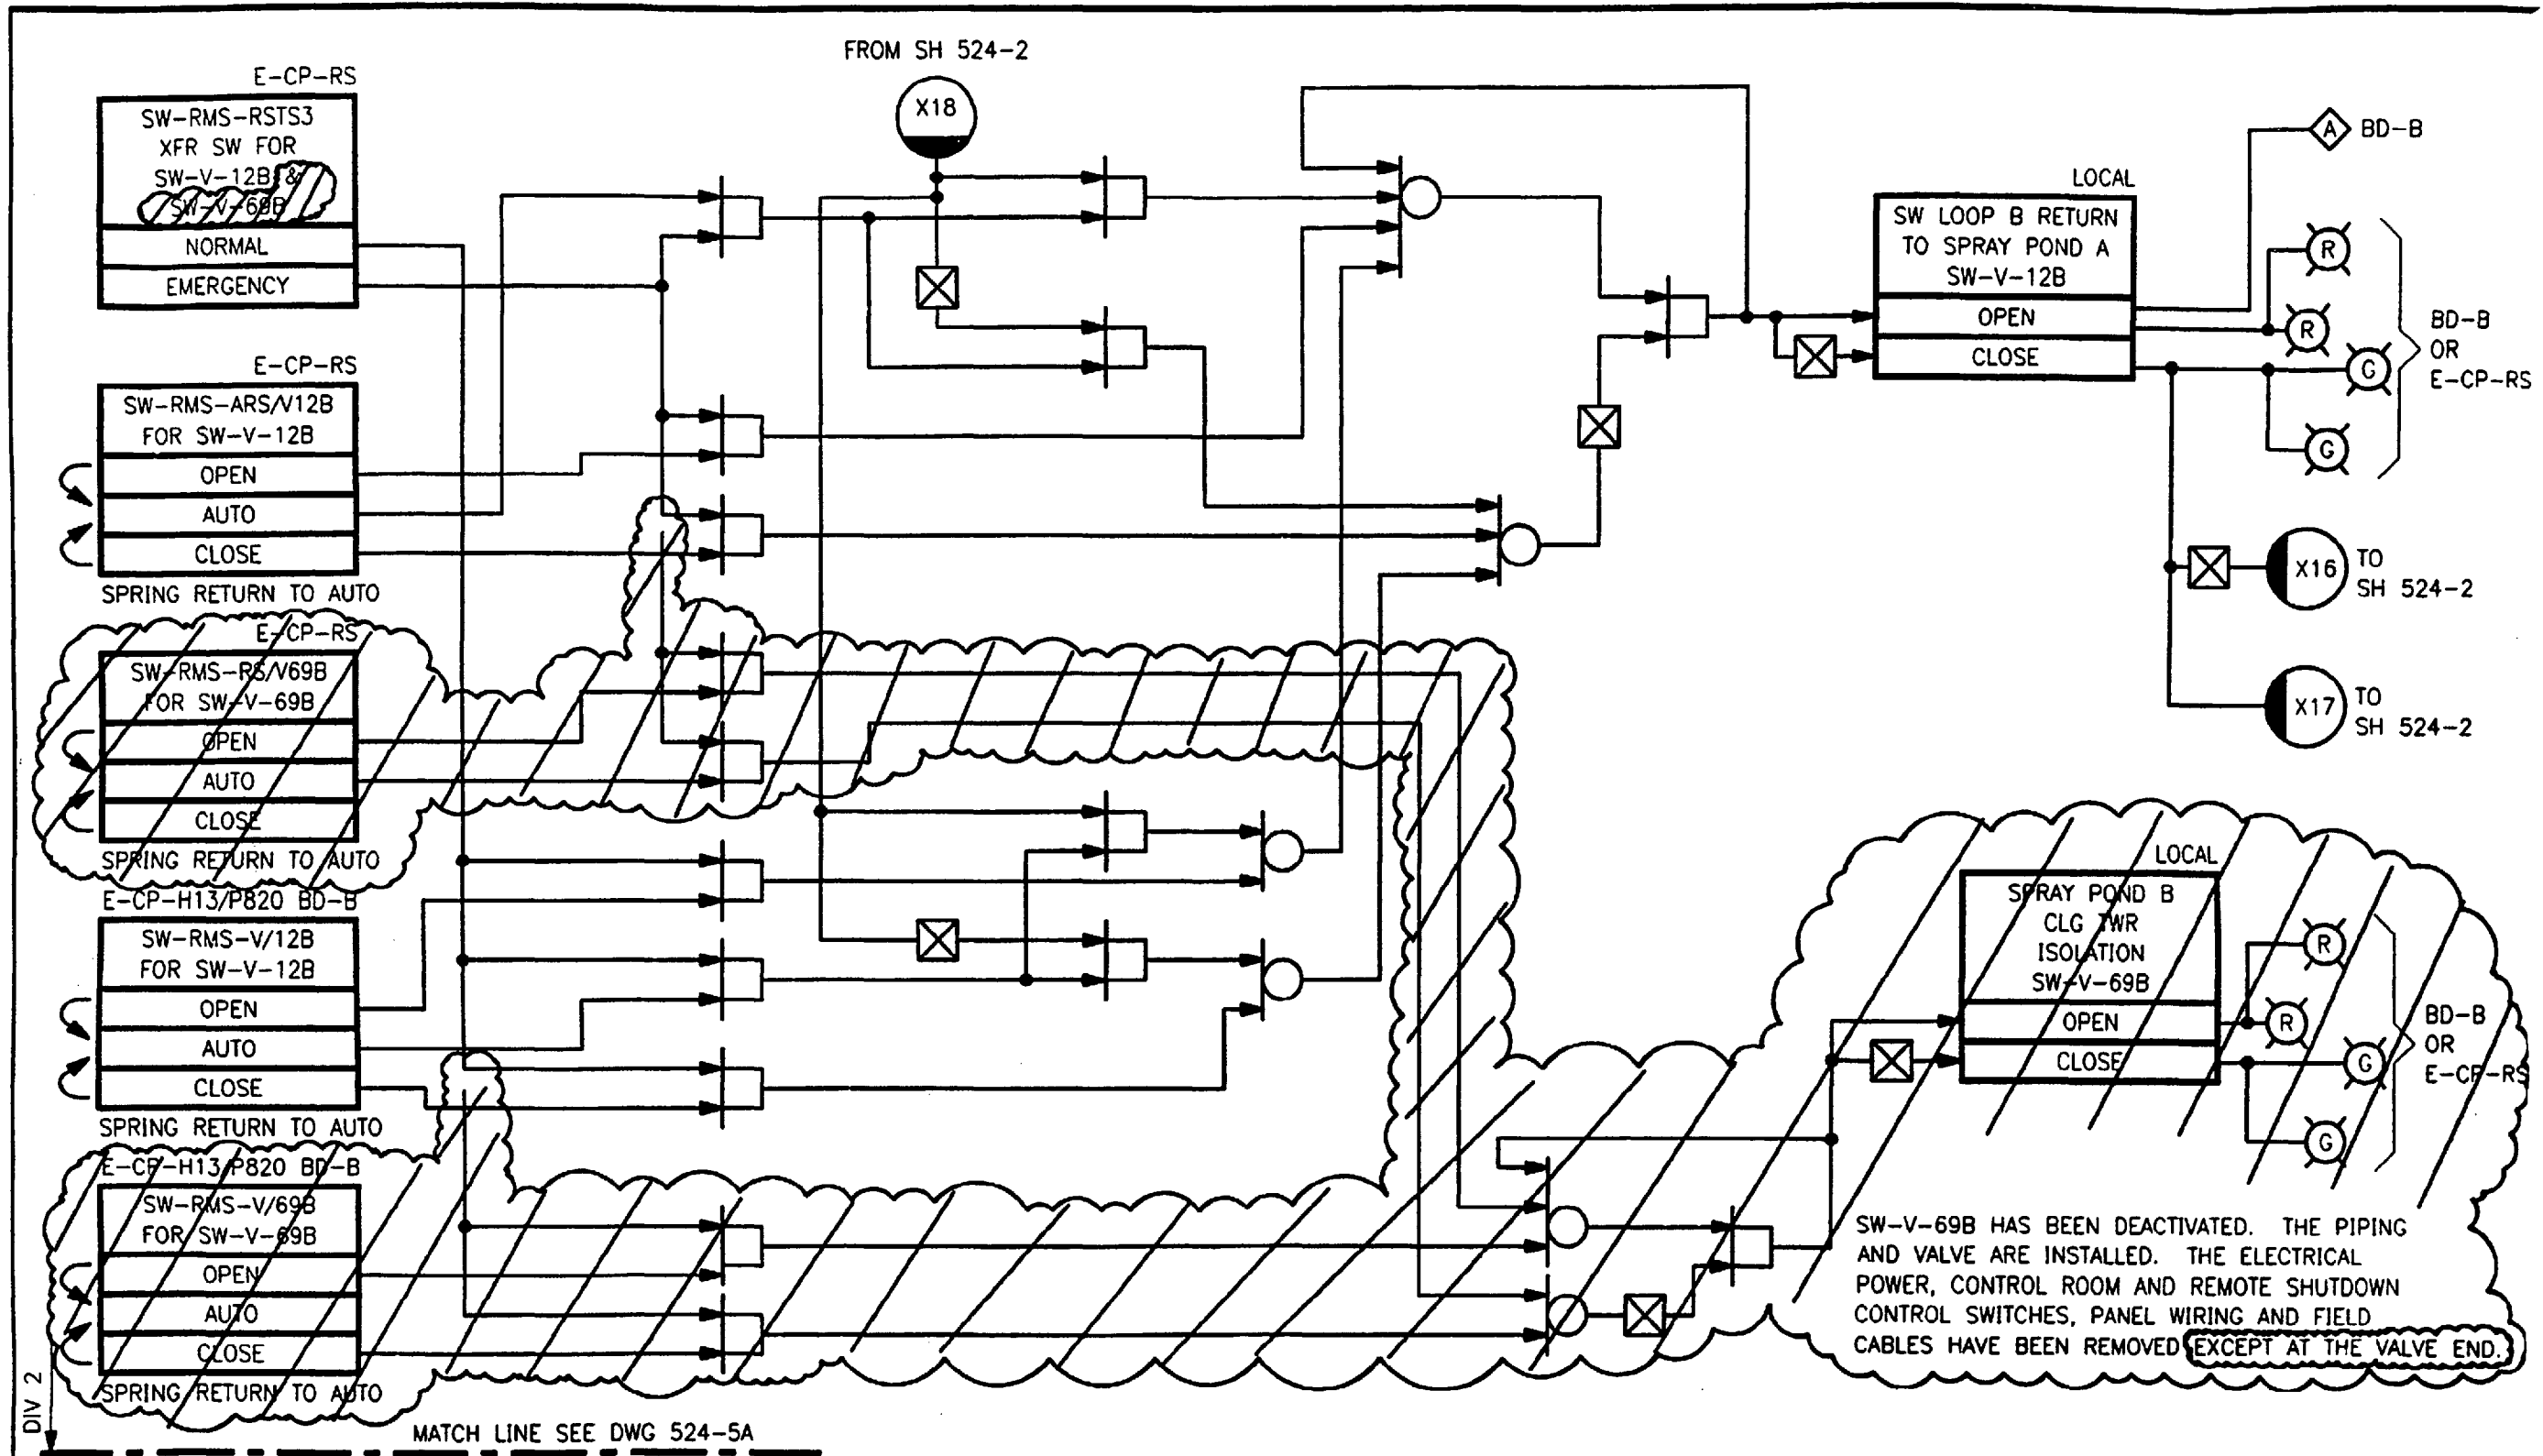 FROM SH 524-2
X18
E-CP-RS
SW-RMS-RSTS3
XFR SW FOR
SW-V-12B &
SW-V-69B
NORMAL
EMERGENCY
E-CP-RS
SW-RMS-ARS/V12B
FOR SW-V-12B
OPEN
AUTO
CLOSE
SPRING RETURN TO AUTO
E-CP-RS
SW-RMS-RS/V69B
FOR SW-V-69B
OPEN
AUTO
CLOSE
SPRING RETURN TO AUTO
E-CP-H13/P820 BD-B
SW-RMS-V/12B
FOR SW-V-12B
OPEN
AUTO
CLOSE
SPRING RETURN TO AUTO
E-CP-H13/P820 BD-B
SW-RMS-V/69B
FOR SW-V-69B
OPEN
AUTO
CLOSE
SPRING RETURN TO AUTO
DIV 2
MATCH LINE SEE DWG 524-5A
LOCAL
SW LOOP B RETURN
TO SPRAY POND A
SW-V-12B
OPEN
CLOSE
A BD-B
R
R
G
G
BD-B
OR
E-CP-RS
X16
TO
SH 524-2
X17
TO
SH 524-2
LOCAL
SPRAY POND B
CLG TWR
ISOLATION
SW-V-69B
OPEN
CLOSE
R
R
G
G
BD-B
OR
E-CP-RS
SW-V-69B HAS BEEN DEACTIVATED. THE PIPING
AND VALVE ARE INSTALLED. THE ELECTRICAL
POWER, CONTROL ROOM AND REMOTE SHUTDOWN
CONTROL SWITCHES, PANEL WIRING AND FIELD
CABLES HAVE BEEN REMOVED EXCEPT AT THE VALVE END.